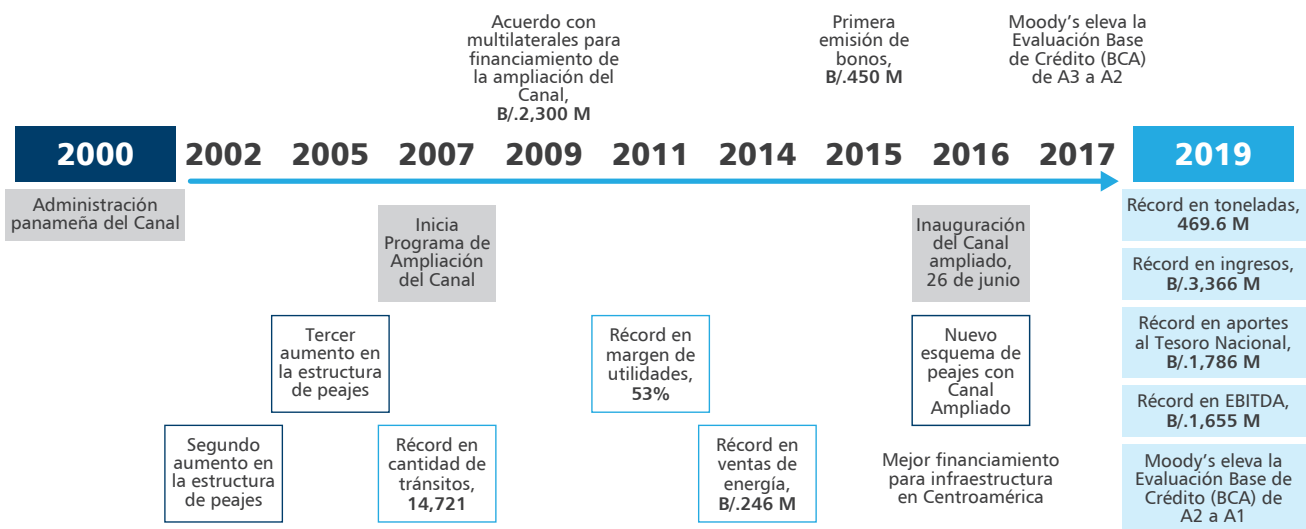 Acuerdo con
multilaterales para
financiamiento de
la ampliación del
Canal,
B/.2,300 M
Primera
emisión de
bonos,
B/.450 M
Moody's eleva la
Evaluación Base
de Crédito (BCA)
de A3 a A2
2000 2002 2005 2007 2009 2011 2014 2015 2016 2017 2019
Administración
panameña del Canal
Inicia
Programa de
Ampliación
del Canal
Inauguración
del Canal
ampliado,
26 de junio
Récord en toneladas,
469.6 M
Récord en ingresos,
B/.3,366 M
Tercer
aumento en
la estructura
de peajes
Récord en
margen de
utilidades,
53%
Nuevo
esquema de
peajes con
Canal
Ampliado
Récord en aportes
al Tesoro Nacional,
B/.1,786 M
Récord en EBITDA,
B/.1,655 M
Segundo
aumento en
la estructura
de peajes
Récord en
cantidad de
tránsitos,
14,721
Récord en
ventas de
energía,
B/.246 M
Mejor financiamiento
para infraestructura
en Centroamérica
Moody's eleva la
Evaluación Base de
Crédito (BCA) de
A2 a A1